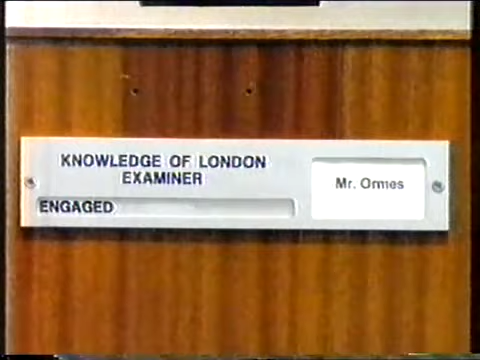 KNOWLEDGE OF LONDON
EXAMINER
Mr. Ormes
ENGAGED